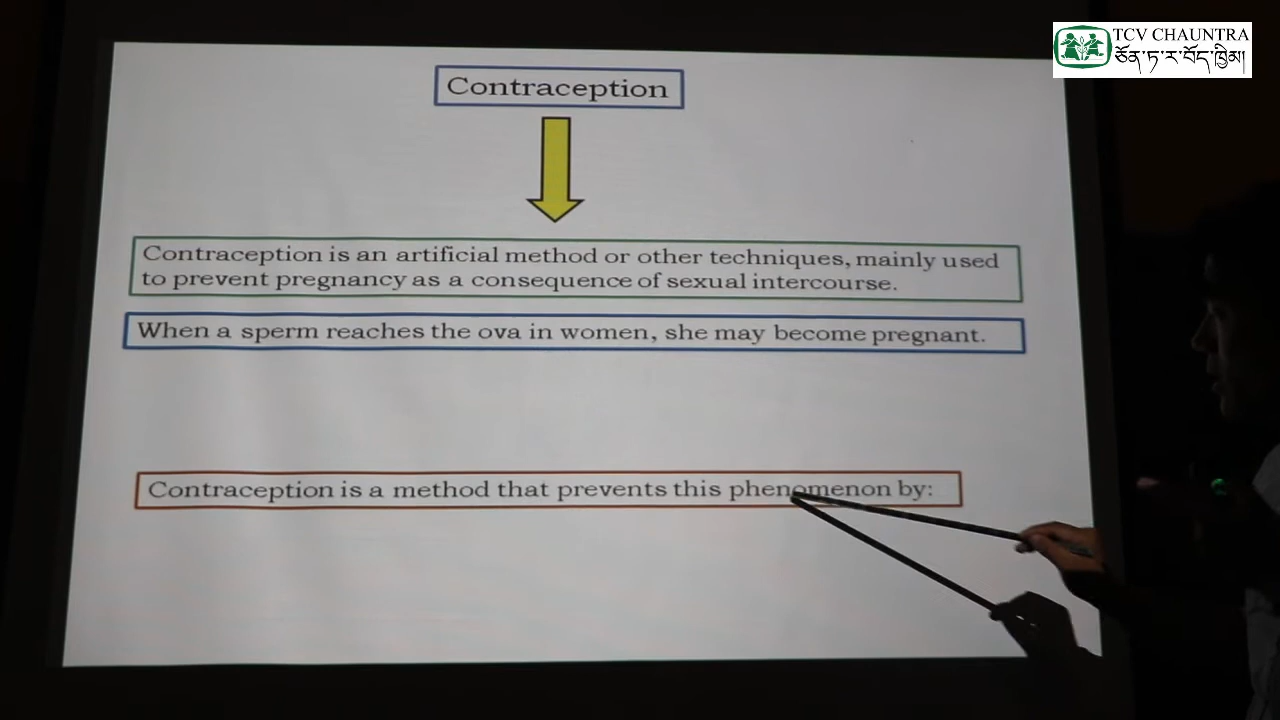 TCV CHAUNTRA
ཅོན་ཏ་ར་བོད་ཁྱིམ།
Contraception
Contraception is an artificial method or other techniques, mainly used
to prevent pregnancy as a consequence of sexual intercourse.
When a sperm reaches the ova in women, she may become pregnant.
Contraception is a method that prevents this phenomenon by: